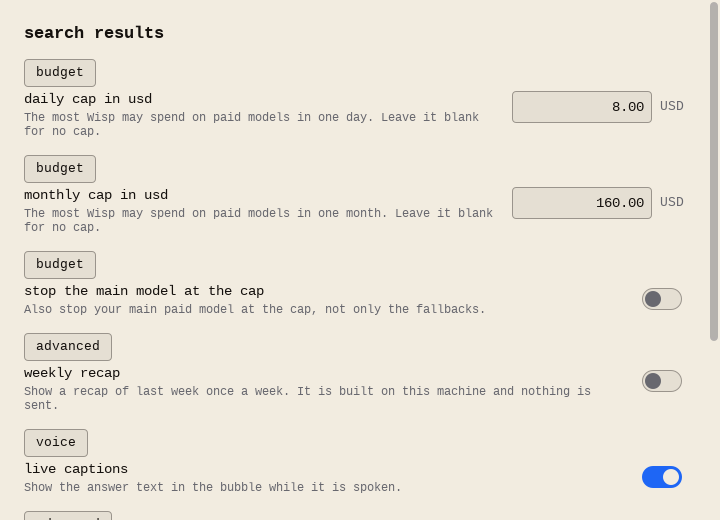 search results
budget
daily cap in usd
The most Wisp may spend on paid models in one day. Leave it blank
for no cap.
8.00 USD
budget
monthly cap in usd
The most Wisp may spend on paid models in one month. Leave it blank
for no cap.
160.00 USD
budget
stop the main model at the cap
Also stop your main paid model at the cap, not only the fallbacks.
advanced
weekly recap
Show a recap of last week once a week. It is built on this machine and nothing is
sent.
voice
live captions
Show the answer text in the bubble while it is spoken.